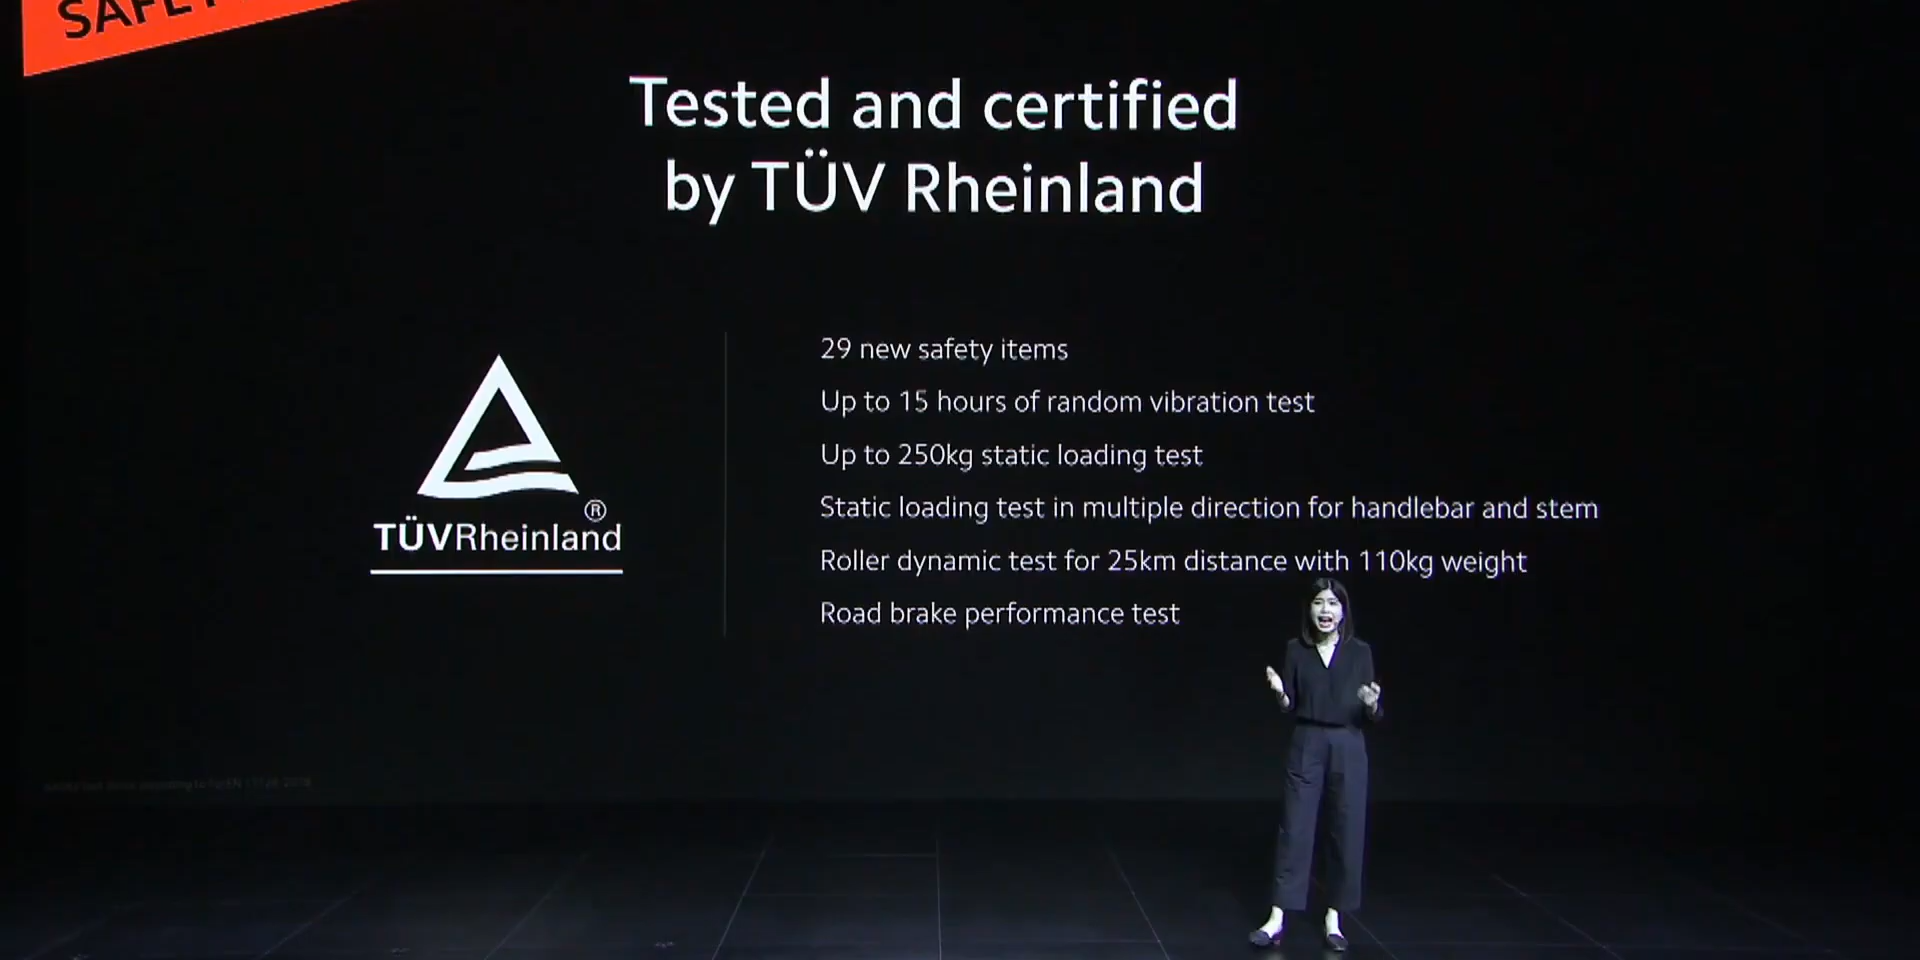 SAFE
Tested and certified
by TÜV Rheinland
29 new safety items
Up to 15 hours of random vibration test
Up to 250kg static loading test
Static loading test in multiple direction for handlebar and stem
Roller dynamic test for 25km distance with 110kg weight
Road brake performance test
®
TÜVRheinland